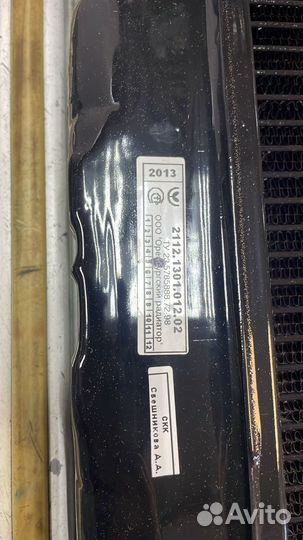 2013
2112.1301.012.02
ООО "Оренбургский радиатор"
1 2 3 4 5 6 7 8 9 10 11 12
СКК
Свешникова А.А.
Avito